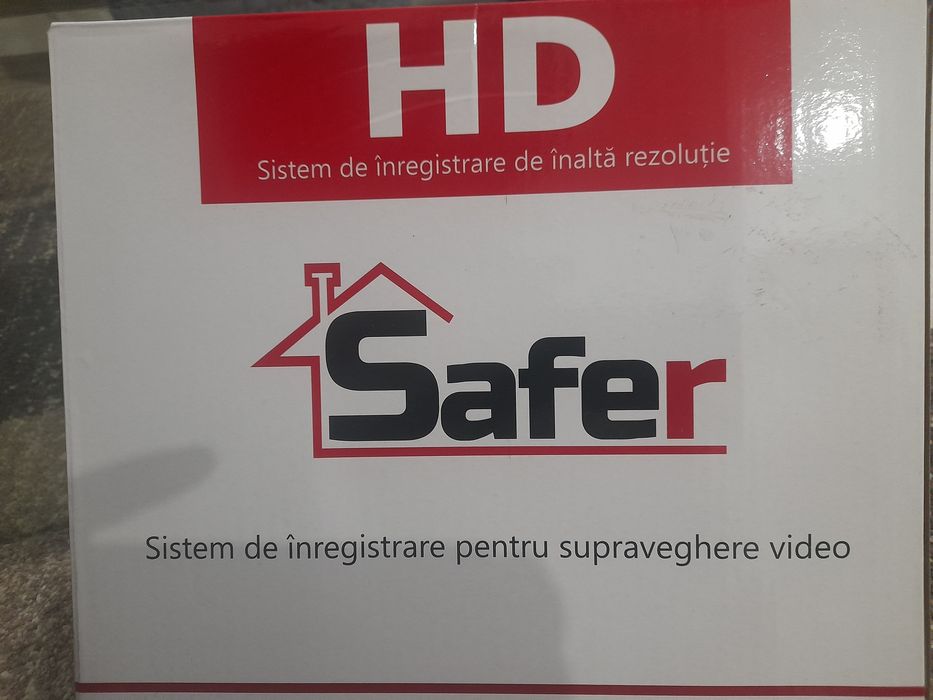 HD
Sistem de înregistrare de înaltă rezoluție
Safer
Sistem de înregistrare pentru supraveghere video